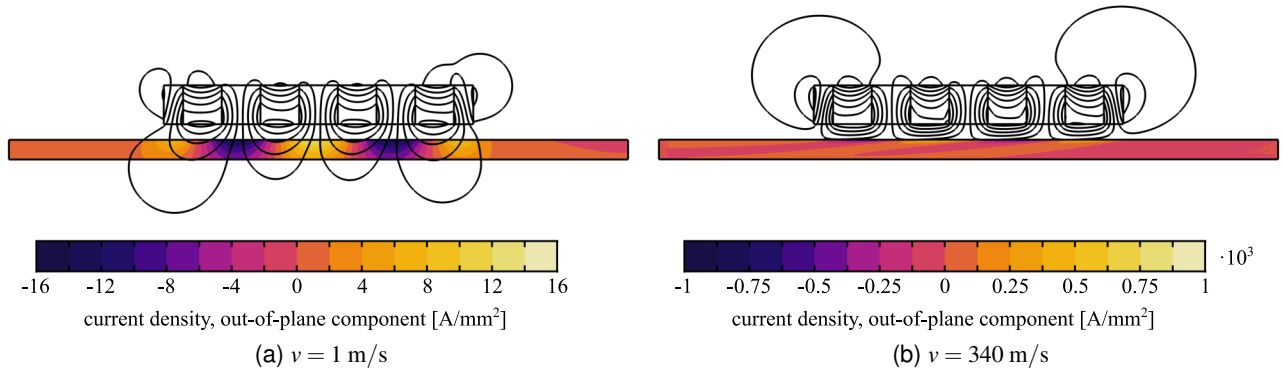 -16 -12 -8 -4 0 4 8 12 16
current density, out-of-plane component [A/mm²]
(a) v = 1 m/s
-1 -0.75 -0.5 -0.25 0 0.25 0.5 0.75 1 ·10³
current density, out-of-plane component [A/mm²]
(b) v = 340 m/s